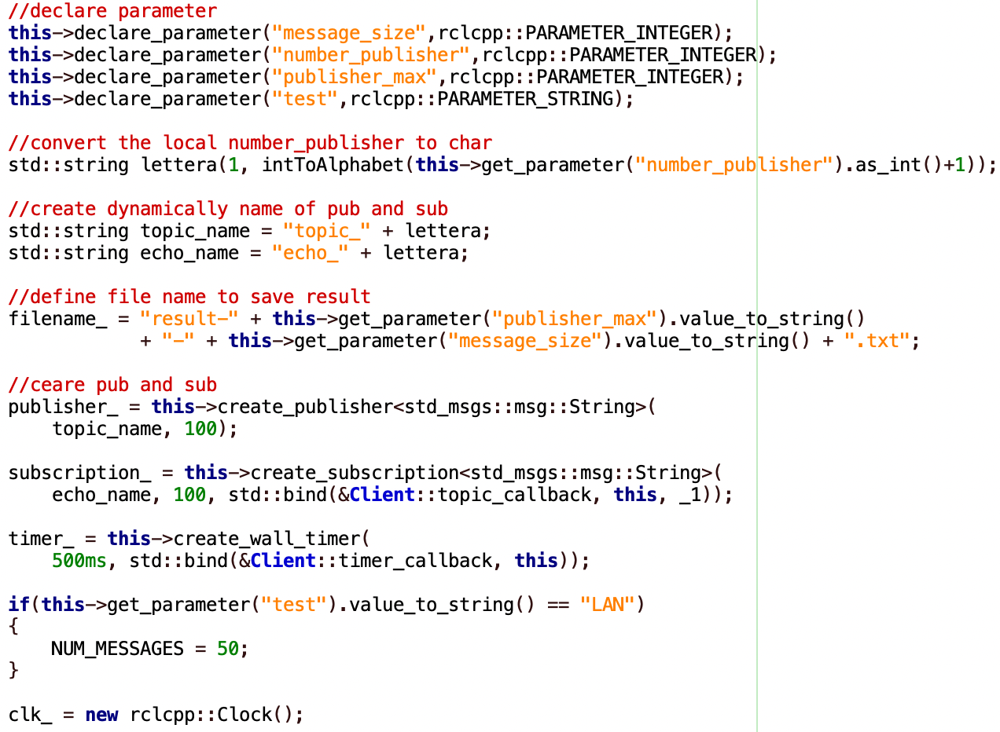 //declare parameter
this->declare_parameter("message_size",rclcpp::PARAMETER_INTEGER);
this->declare_parameter("number_publisher",rclcpp::PARAMETER_INTEGER);
this->declare_parameter("publisher_max",rclcpp::PARAMETER_INTEGER);
this->declare_parameter("test",rclcpp::PARAMETER_STRING);

//convert the local number_publisher to char
std::string lettera(1, intToAlphabet(this->get_parameter("number_publisher").as_int()+1));

//create dynamically name of pub and sub
std::string topic_name = "topic_" + lettera;
std::string echo_name = "echo_" + lettera;

//define file name to save result
filename_ = "result-" + this->get_parameter("publisher_max").value_to_string()
            + "-" + this->get_parameter("message_size").value_to_string() + ".txt";

//ceare pub and sub
publisher_ = this->create_publisher<std_msgs::msg::String>(
    topic_name, 100);

subscription_ = this->create_subscription<std_msgs::msg::String>(
    echo_name, 100, std::bind(&Client::topic_callback, this, _1));

timer_ = this->create_wall_timer(
    500ms, std::bind(&Client::timer_callback, this));

if(this->get_parameter("test").value_to_string() == "LAN")
{
    NUM_MESSAGES = 50;
}

clk_ = new rclcpp::Clock();